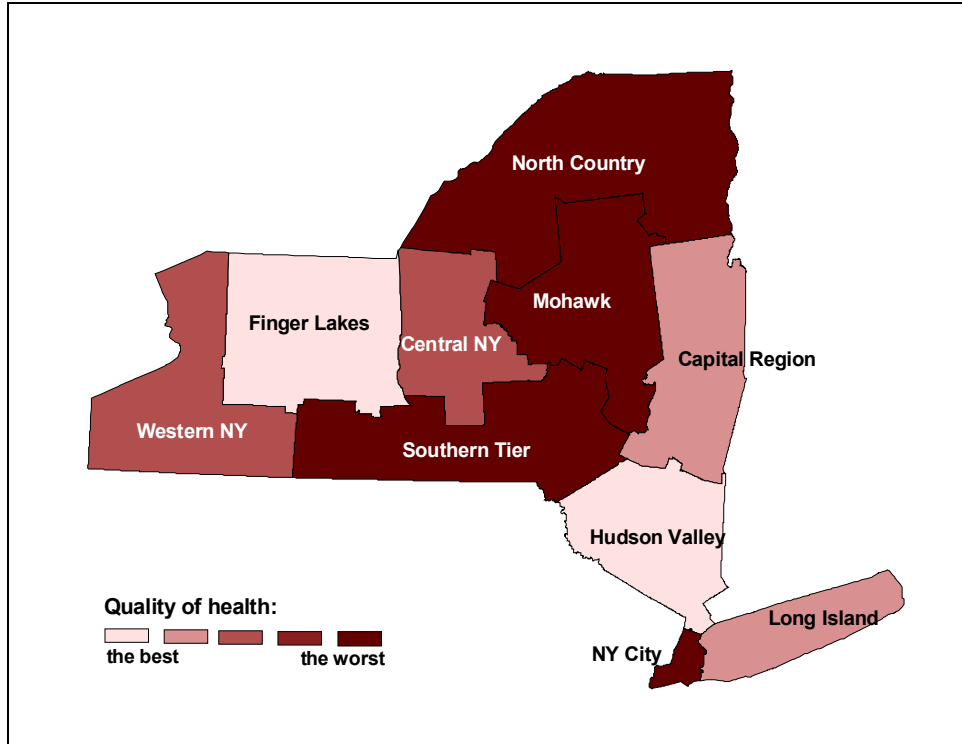 North Country
Mohawk
Finger Lakes
Central NY
Capital Region
Western NY
Southern Tier
Hudson Valley
Quality of health:
the best
the worst
Long Island
NY City